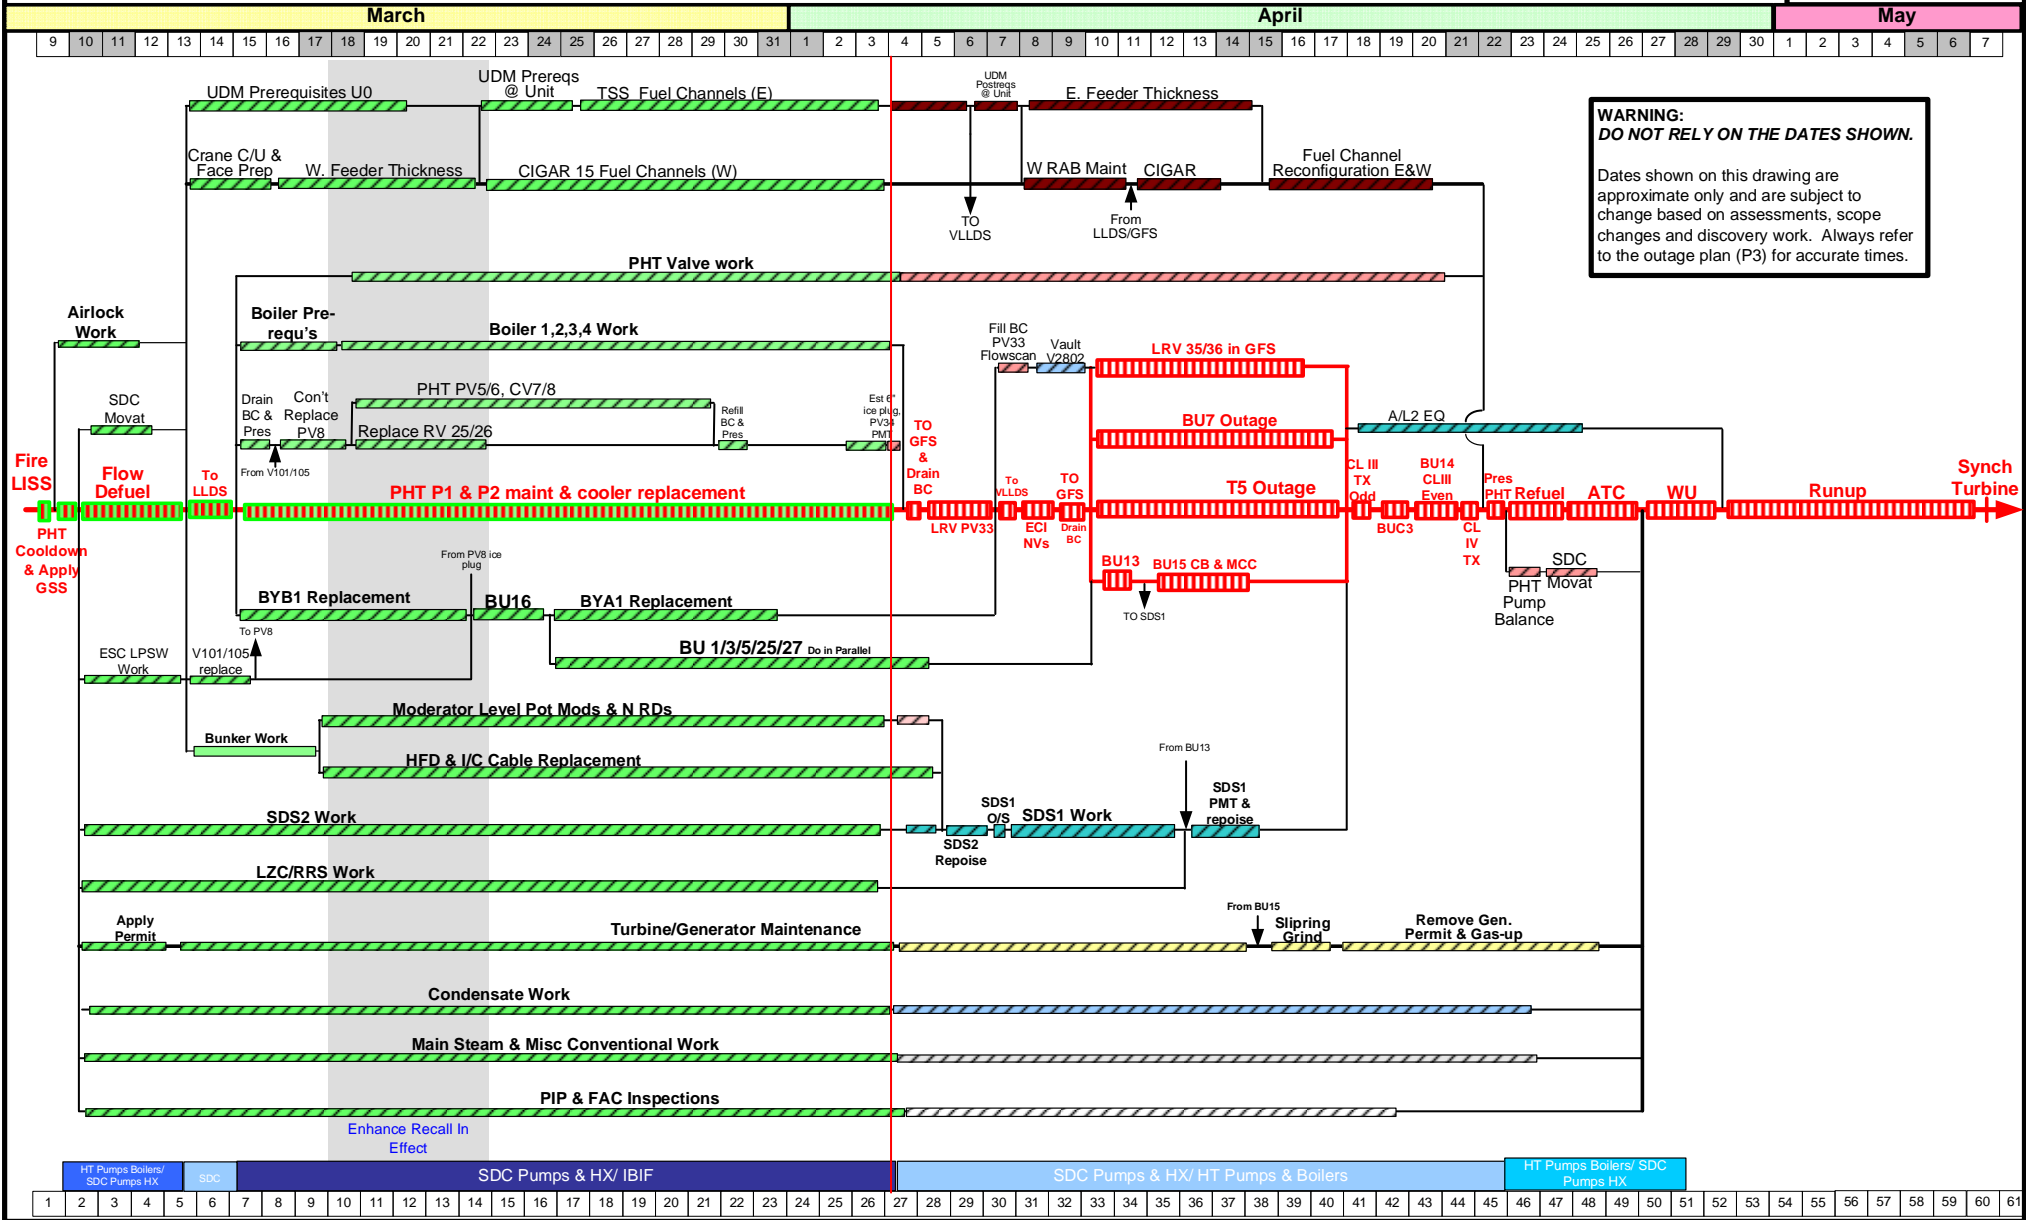 March April May
9 10 11 12 13 14 15 16 17 18 19 20 21 22 23 24 25 26 27 28 29 30 31 1 2 3 4 5 6 7 8 9 10 11 12 13 14 15 16 17 18 19 20 21 22 23 24 25 26 27 28 29 30 1 2 3 4 5 6 7
UDM Prerequisites U0
UDM Prereqs
@ Unit
TSS Fuel Channels (E)
UDM
Postreqs
@ Unit
E. Feeder Thickness
WARNING:
DO NOT RELY ON THE DATES SHOWN.
Dates shown on this drawing are
approximate only and are subject to
change based on assessments, scope
changes and discovery work. Always refer
to the outage plan (P3) for accurate times.
Crane C/U &
Face Prep
W. Feeder Thickness
CIGAR 15 Fuel Channels (W)
W RAB Maint
CIGAR
Fuel Channel
Reconfiguration E&W
TO
VLLDS
From
LLDS/GFS
PHT Valve work
Airlock
Work
Boiler Pre-
requ's
Boiler 1,2,3,4 Work
Fill BC
PV33
Flowscan
Vault
V2802
LRV 35/36 in GFS
SDC
Movat
Drain
BC &
Pres
Con't
Replace
PV8
PHT PV5/6, CV7/8
Replace RV 25/26
Refill
BC &
Pres
Est 6"
ice plug,
PV34
PMT
From V101/105
TO
GFS
&
Drain
BC
BU7 Outage
A/L2 EQ
Fire
LISS
Flow
Defuel
To
LLDS
PHT P1 & P2 maint & cooler replacement
LRV PV33
To
VLLDS
ECI
NVs
TO
GFS
Drain
BC
T5 Outage
CL III
TX
Odd
BUC3
BU14
CLIII
Even
CL
IV
TX
Pres
PHT
Refuel
ATC
WU
Runup
Synch
Turbine
PHT
Cooldown
& Apply
GSS
From PV8 ice
plug
BU13
BU15 CB & MCC
TO SDS1
PHT
Pump
Balance
SDC
Movat
BYB1 Replacement
BU16
BYA1 Replacement
To PV8
ESC LPSW
Work
V101/105
replace
BU 1/3/5/25/27 Do in Parallel
Moderator Level Pot Mods & N RDs
Bunker Work
HFD & I/C Cable Replacement
From BU13
SDS2 Work
SDS2
Repoise
SDS1
O/S
SDS1 Work
SDS1
PMT &
repoise
LZC/RRS Work
Apply
Permit
Turbine/Generator Maintenance
From BU15
Slipring
Grind
Remove Gen.
Permit & Gas-up
Condensate Work
Main Steam & Misc Conventional Work
PIP & FAC Inspections
Enhance Recall In
Effect
HT Pumps Boilers/
SDC Pumps HX
SDC
SDC Pumps & HX/ IBIF
SDC Pumps & HX/ HT Pumps & Boilers
HT Pumps Boilers/ SDC
Pumps HX
1 2 3 4 5 6 7 8 9 10 11 12 13 14 15 16 17 18 19 20 21 22 23 24 25 26 27 28 29 30 31 32 33 34 35 36 37 38 39 40 41 42 43 44 45 46 47 48 49 50 51 52 53 54 55 56 57 58 59 60 61